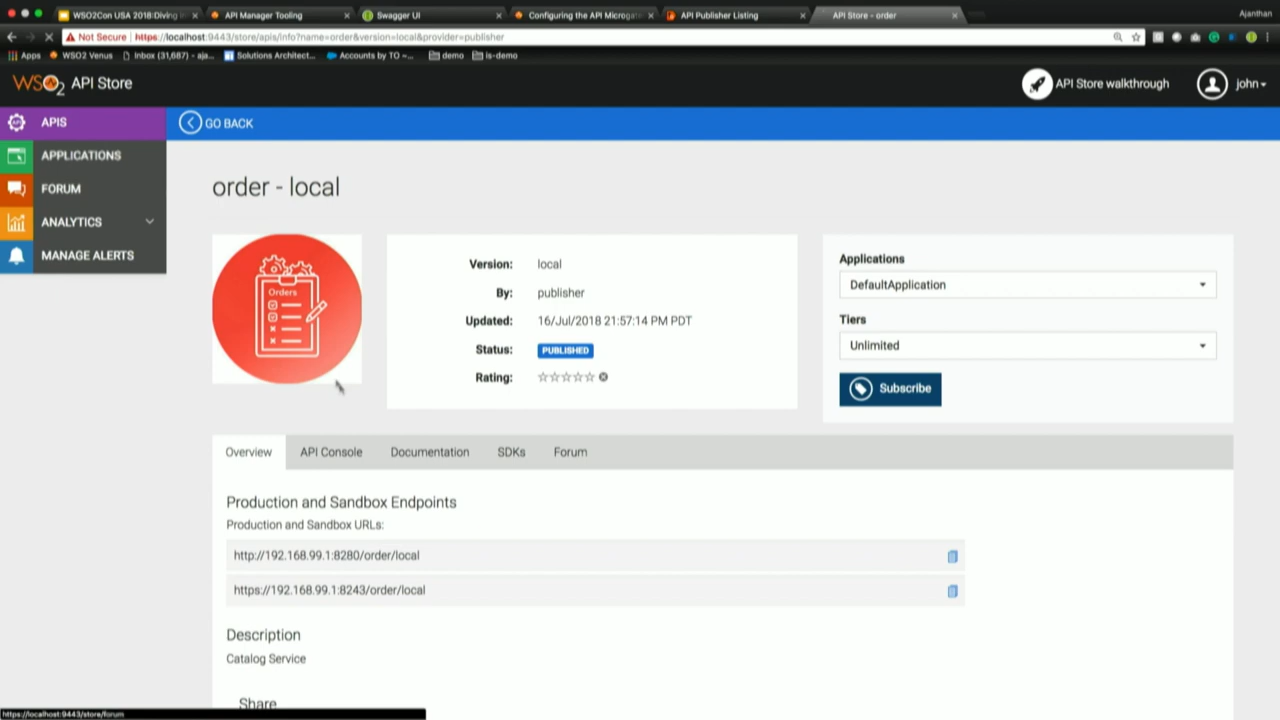 WSO2Con USA 2018:Diving in
API Manager Tooling
Swagger UI
Configuring the API Microgate
API Publisher Listing
API Store - order
Ajanthan
Not Secure | https://localhost:9443/store/apis/info?name=order&version=local&provider=publisher
Apps
WSO2 Venus
Inbox (31,687) - aja...
Solutions Architect...
Accounts by TO –...
demo
is-demo
WSO2 API Store
API Store walkthrough
john
APIS
GO BACK
APPLICATIONS
FORUM
ANALYTICS
MANAGE ALERTS
order - local
Orders
Version: local
By: publisher
Updated: 16/Jul/2018 21:57:14 PM PDT
Status: PUBLISHED
Rating:
Applications
DefaultApplication
Tiers
Unlimited
Subscribe
Overview API Console Documentation SDKs Forum
Production and Sandbox Endpoints
Production and Sandbox URLs:
http://192.168.99.1:8280/order/local
https://192.168.99.1:8243/order/local
Description
Catalog Service
Share
https://localhost:9443/store/forum